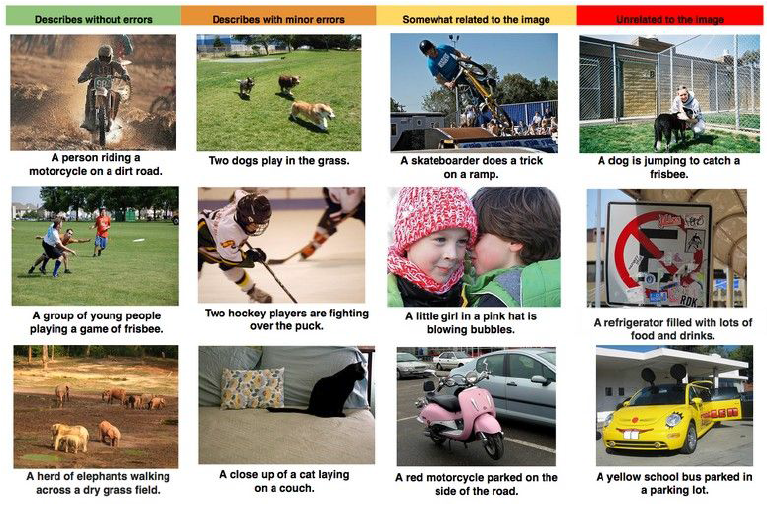 Describes without errors
Describes with minor errors
Somewhat related to the image
Unrelated to the image
A person riding a
motorcycle on a dirt road.
Two dogs play in the grass.
A skateboarder does a trick
on a ramp.
A dog is jumping to catch a
frisbee.
A group of young people
playing a game of frisbee.
Two hockey players are fighting
over the puck.
A little girl in a pink hat is
blowing bubbles.
RDK
A refrigerator filled with lots of
food and drinks.
A herd of elephants walking
across a dry grass field.
A close up of a cat laying
on a couch.
A red motorcycle parked on the
side of the road.
A yellow school bus parked in
a parking lot.